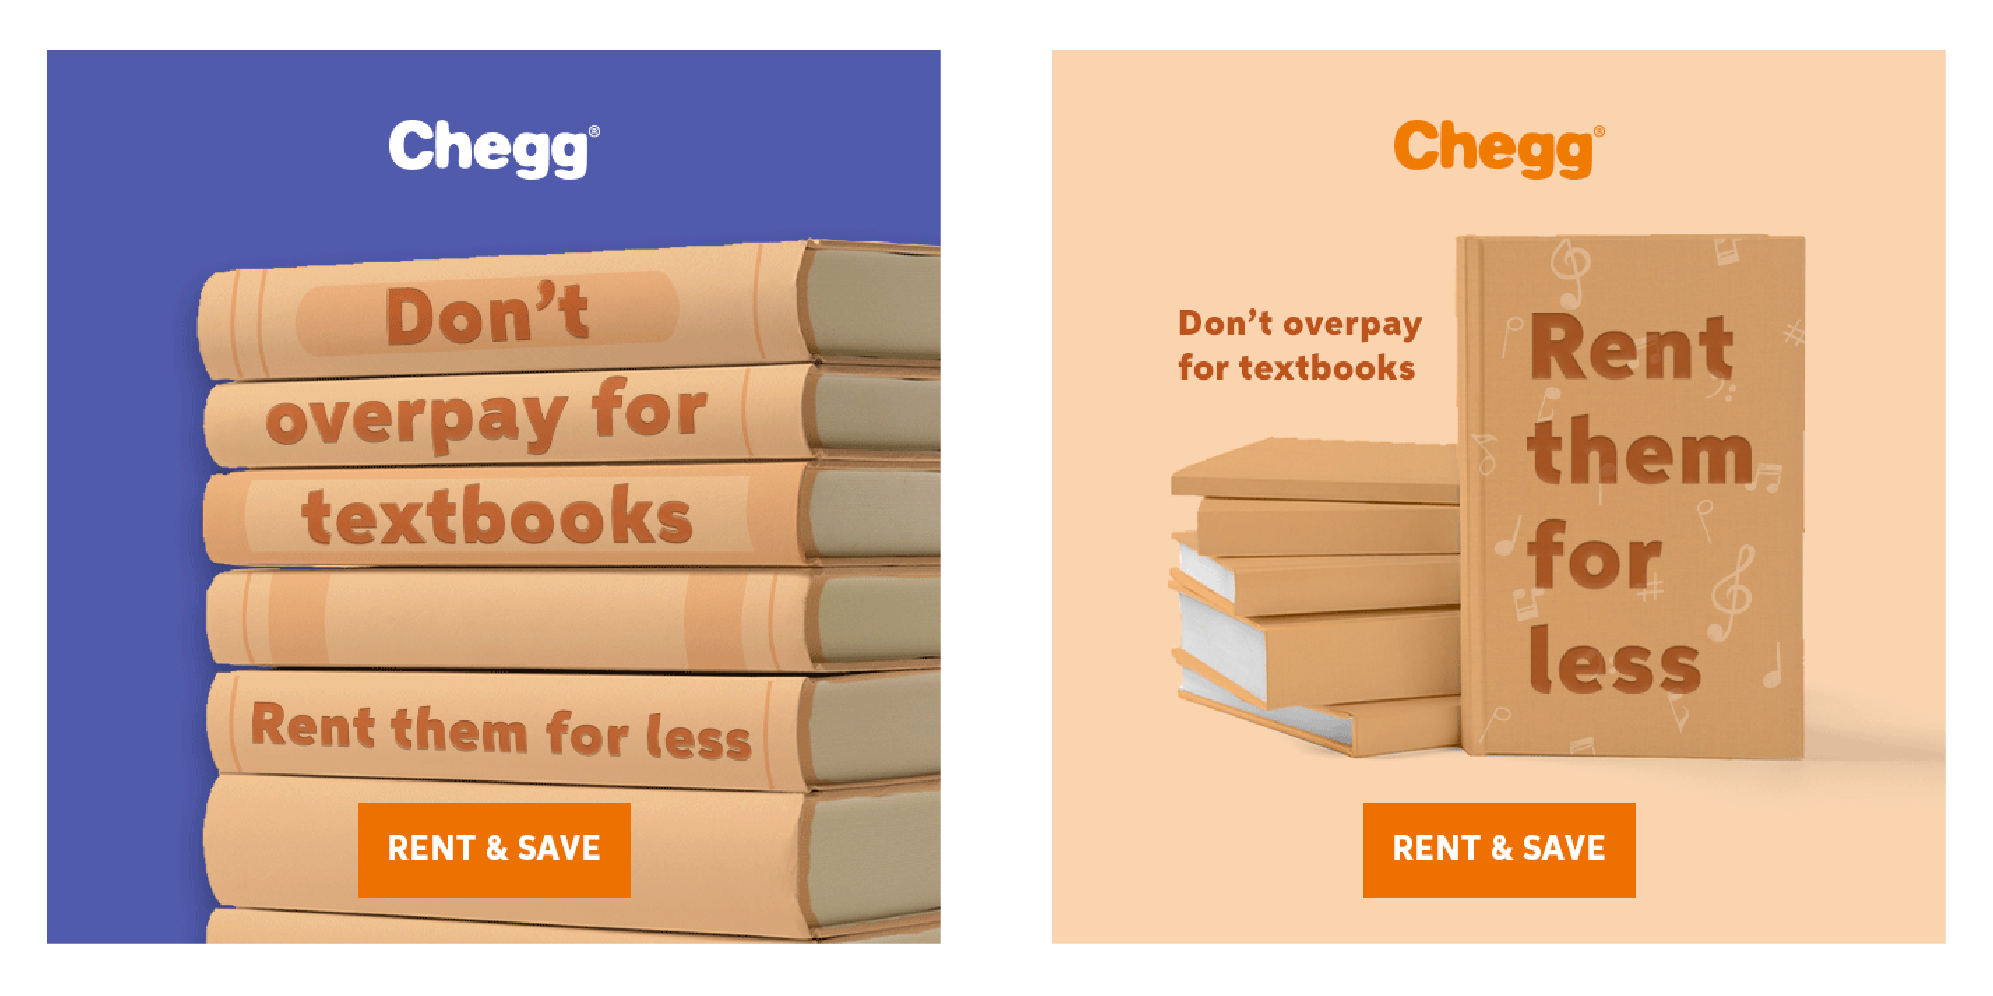 Chegg®
Don't
overpay for
textbooks
Rent them for less
RENT & SAVE
Chegg®
Don't overpay
for textbooks
Rent
them
for
less
RENT & SAVE